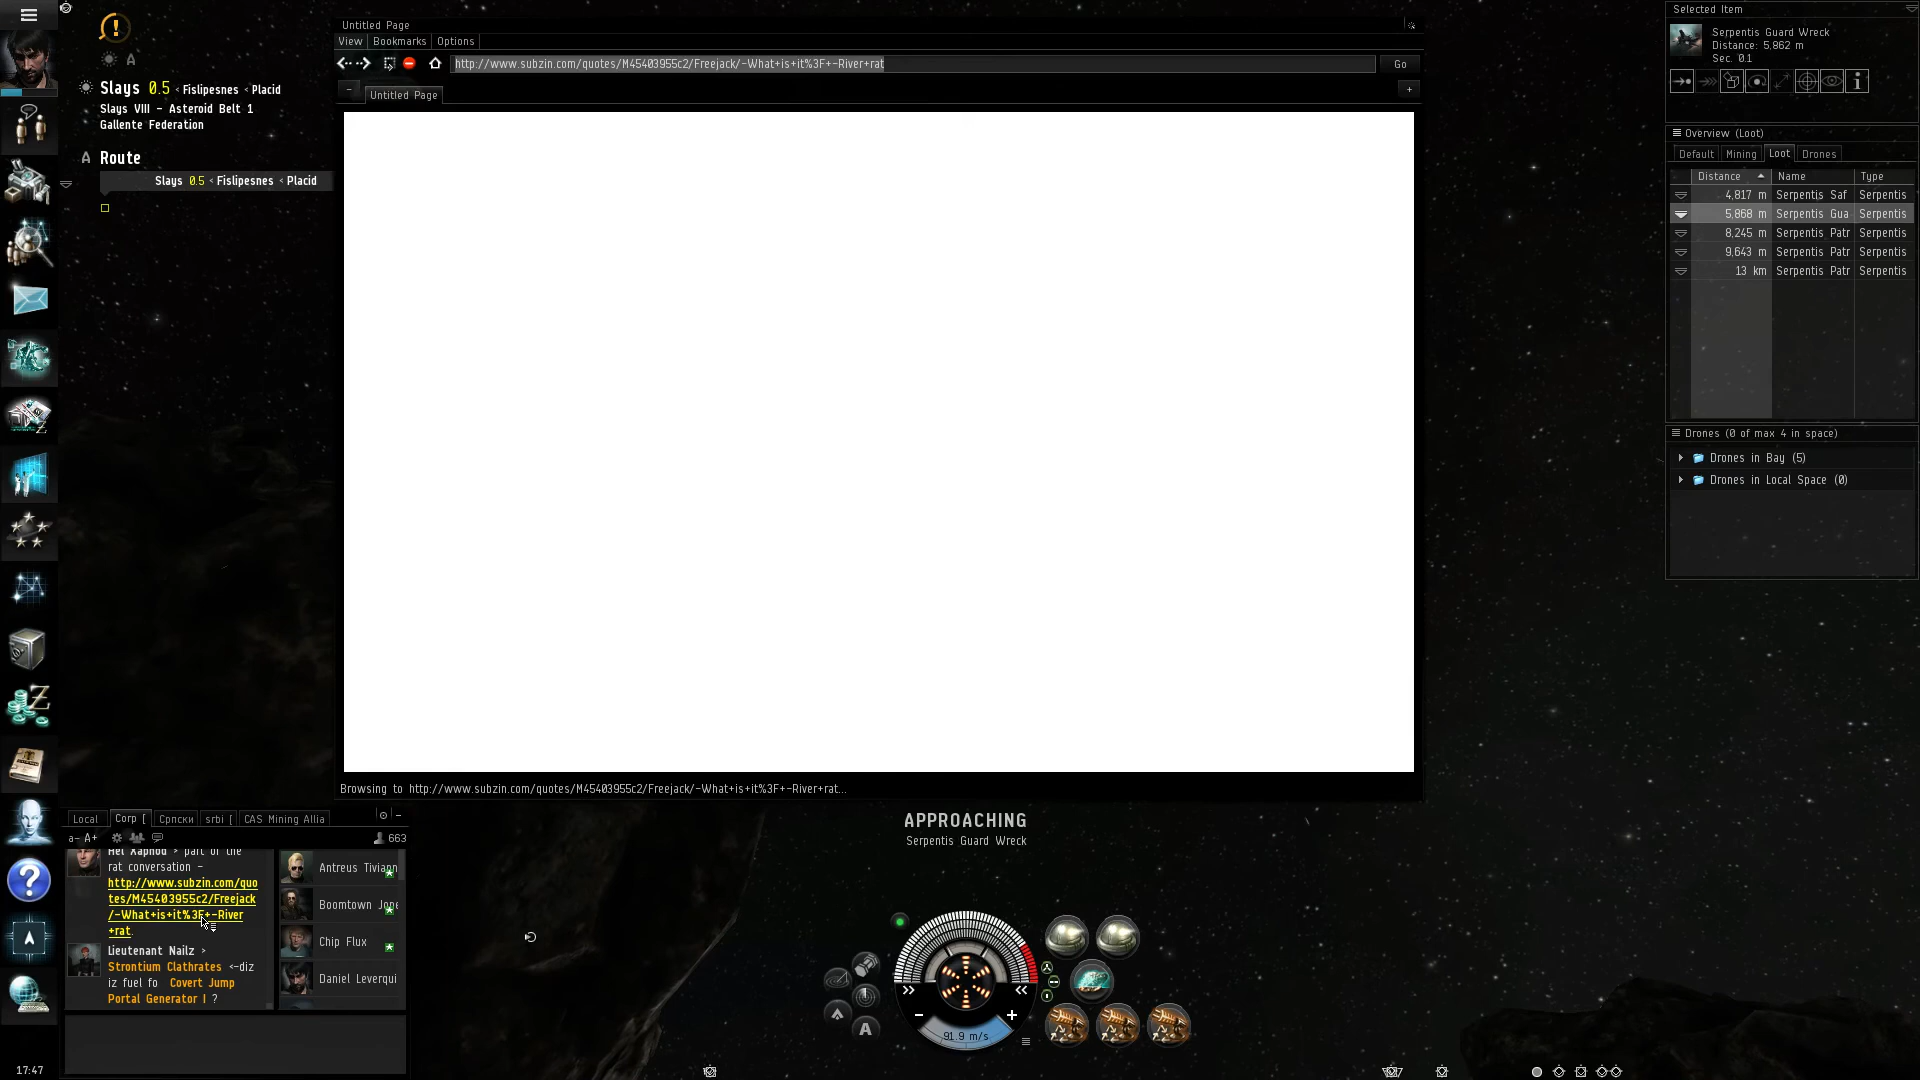 Untitled Page
View Bookmarks Options
http://www.subzin.com/quotes/M45403955c2/Freejack/-What+is+it%3F+-River+rat
Go
- Untitled Page +
Slays 0.5 < Fislipesnes < Placid
Slays VIII - Asteroid Belt 1
Gallente Federation
A Route
Slays 0.5 < Fislipesnes < Placid
Browsing to http://www.subzin.com/quotes/M45403955c2/Freejack/-What+is+it%3F+-River+rat...
Selected Item
Serpentis Guard Wreck
Distance: 5,862 m
Sec. 0.1
Overview (Loot)
Default Mining Loot Drones
Distance Name Type
4,817 m Serpentis Saf Serpentis
5,868 m Serpentis Gua Serpentis
8,245 m Serpentis Patr Serpentis
9,643 m Serpentis Patr Serpentis
13 km Serpentis Patr Serpentis
Drones (0 of max 4 in space)
Drones in Bay (5)
Drones in Local Space (0)
Local Corp [ Српски srbi [ CAS Mining Allia
a- A+ 663
Hel Xaphod > part of the
rat conversation -
http://www.subzin.com/quo
tes/M45403955c2/Freejack
/-What+is+it%3F+-River
+rat.
Lieutenant Nailz >
Strontium Clathrates <-diz
iz fuel fo Covert Jump
Portal Generator I ?
Antreus Tiviann
Boomtown Jone
Chip Flux
Daniel Leverqui
APPROACHING
Serpentis Guard Wreck
91.9 m/s
A
17:47